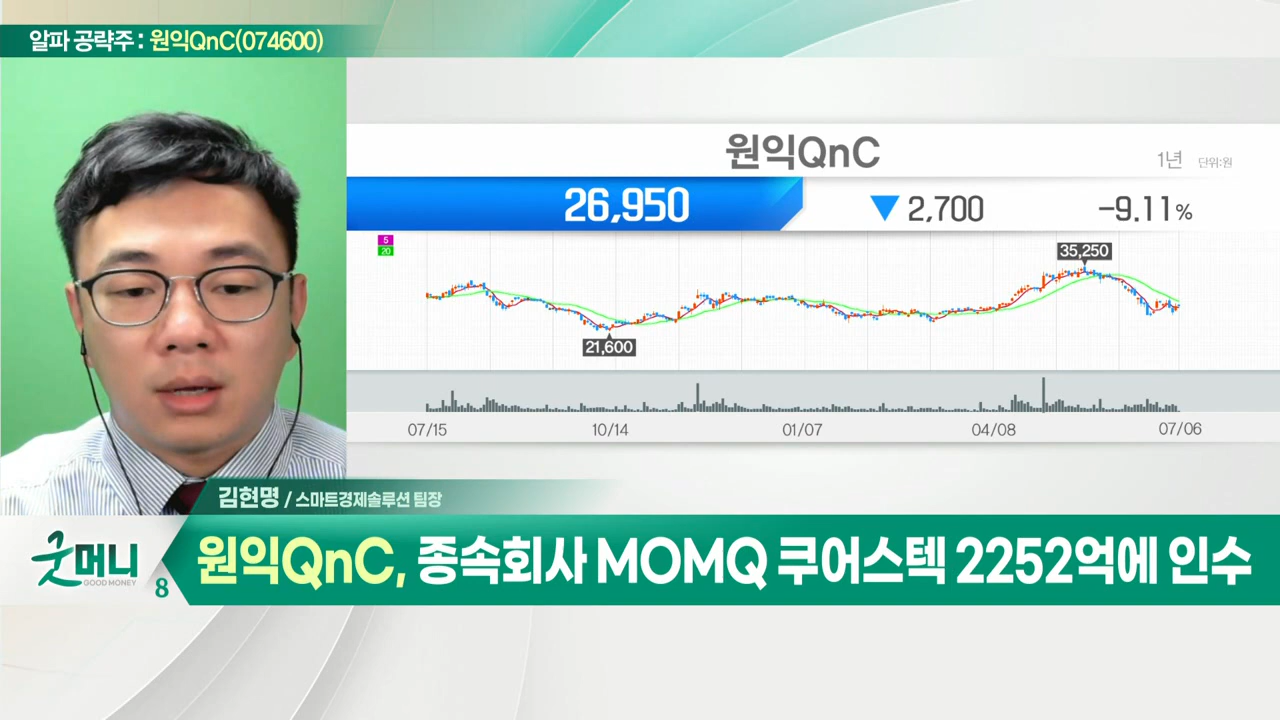 알파 공략주 : 원익QnC(074600)
원익QnC
1년 단위:원
26,950 ▼ 2,700 -9.11%
5
20
35,250
21,600
07/15 10/14 01/07 04/08 07/06
김현명 / 스마트경제솔루션 팀장
굿머니
GOOD MONEY
8
원익QnC, 종속회사 MOMQ 쿠어스텍 2252억에 인수